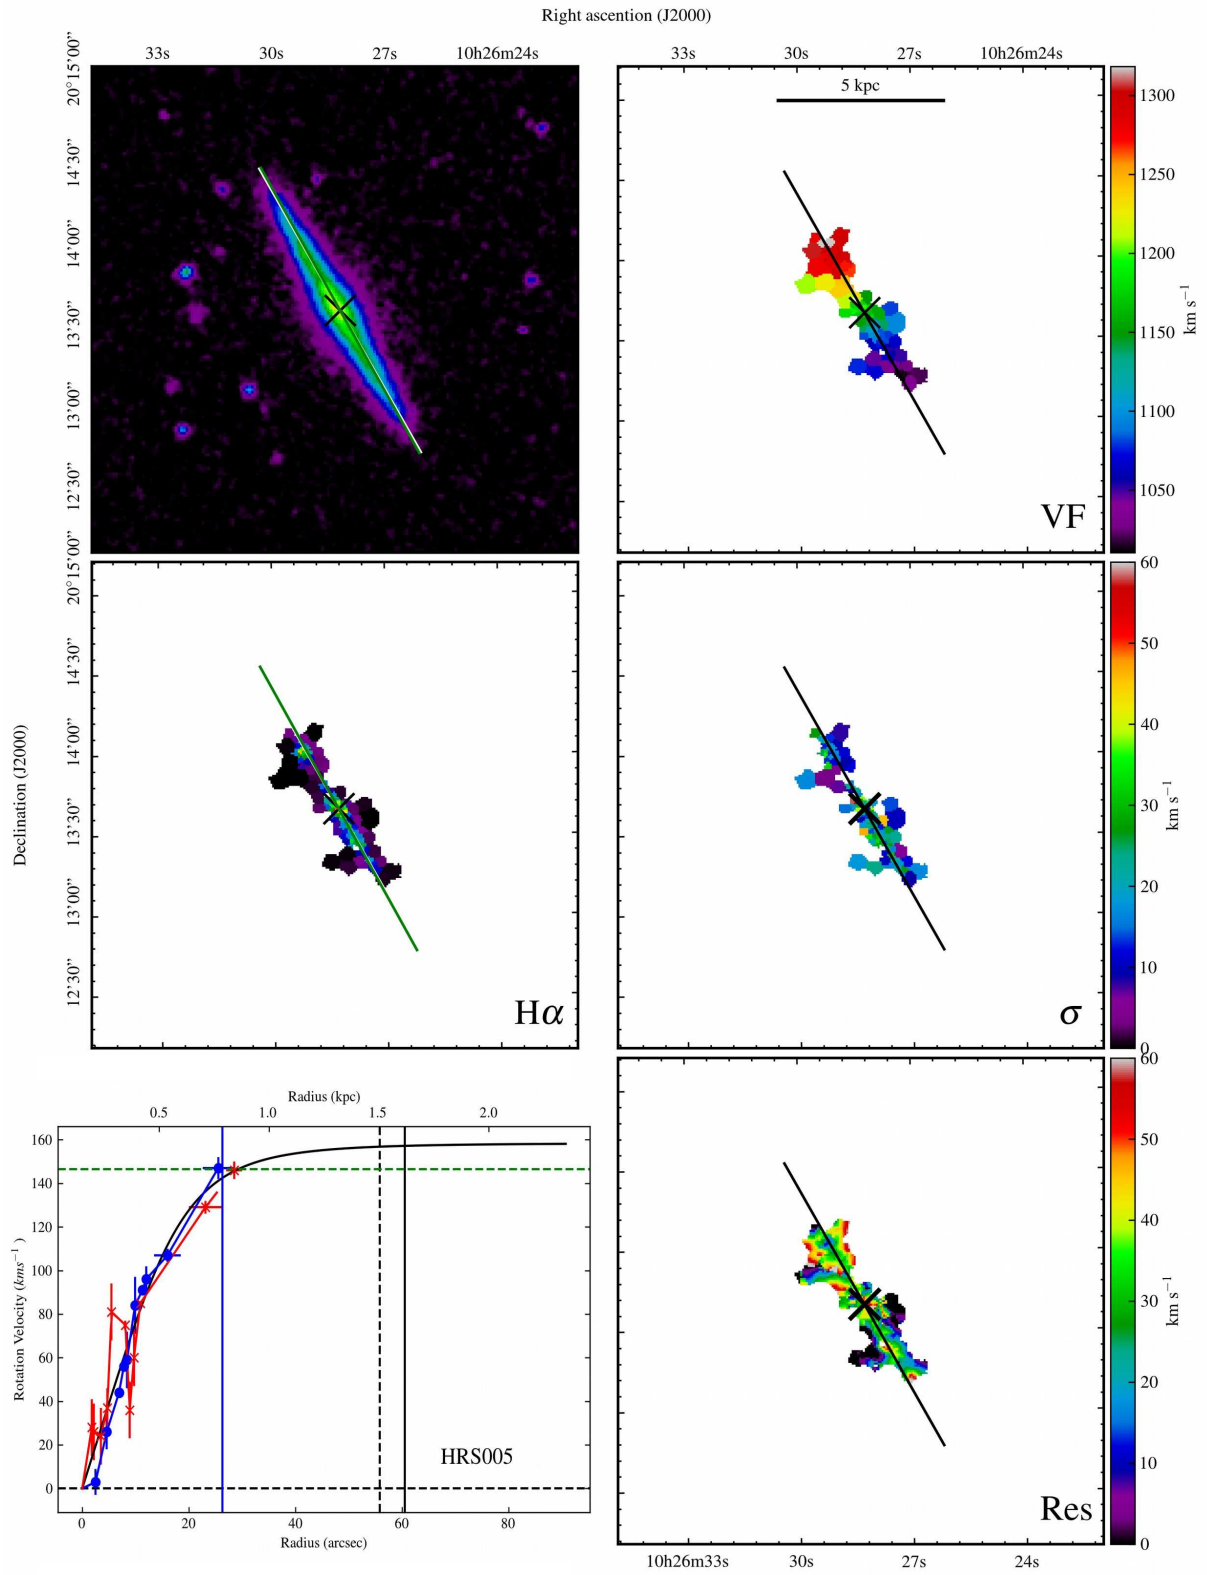 Right ascention (J2000)
33s 30s 27s 10h26m24s 33s 30s 27s 10h26m24s
20°15'00” 14'30” 14'00” 13'30” 13'00” 12'30” 15'00”
5 kpc
VF
1300
1250
1200
1150
1100
1050
km s−1
Declination (J2000)
20°15'00” 14'30” 14'00” 13'30” 13'00” 12'30”
Hα
σ
60
50
40
30
20
10
0
km s−1
Radius (kpc)
0.5 1.0 1.5 2.0
Rotation Velocity (kms−1 )
160
140
120
100
80
60
40
20
0
HRS005
0 20 40 60 80
Radius (arcsec)
Res
60
50
40
30
20
10
0
km s−1
10h26m33s 30s 27s 24s